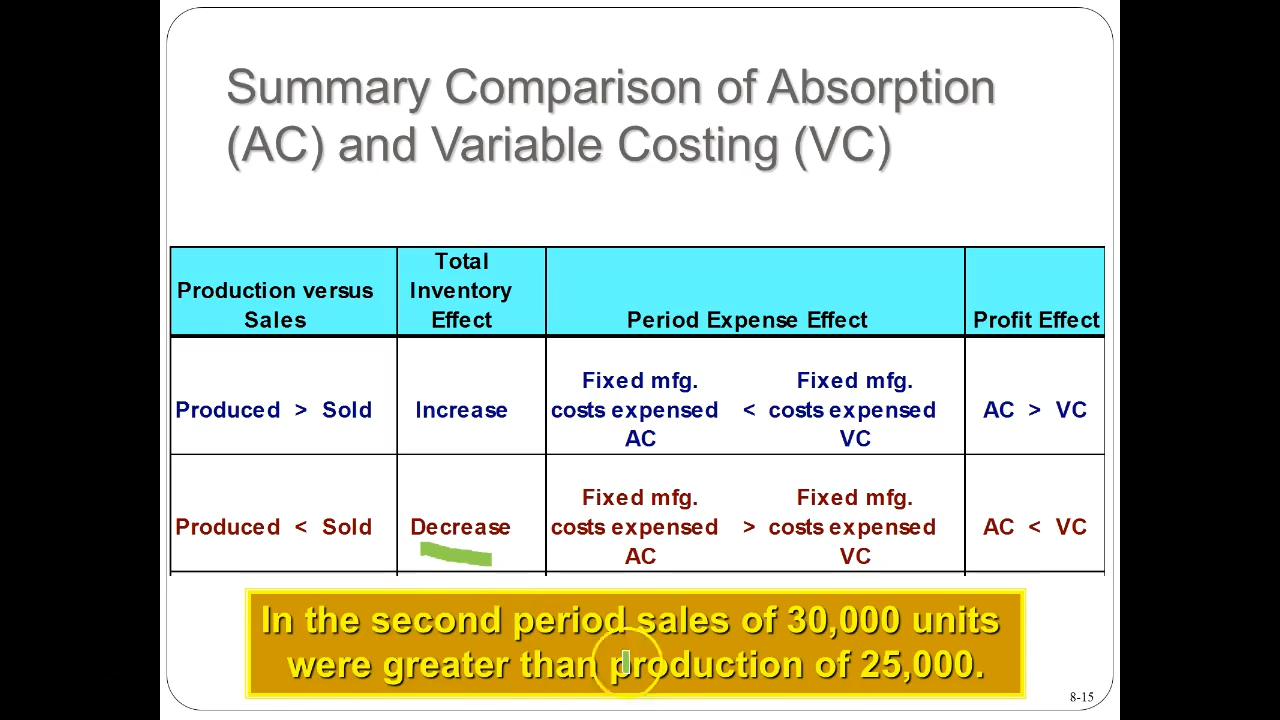 Summary Comparison of Absorption
(AC) and Variable Costing (VC)
Production versus Sales
Total Inventory Effect
Period Expense Effect
Profit Effect
Produced > Sold
Increase
Fixed mfg. costs expensed AC < Fixed mfg. costs expensed VC
AC > VC
Produced < Sold
Decrease
Fixed mfg. costs expensed AC > Fixed mfg. costs expensed VC
AC < VC
In the second period sales of 30,000 units
were greater than production of 25,000.
8-15